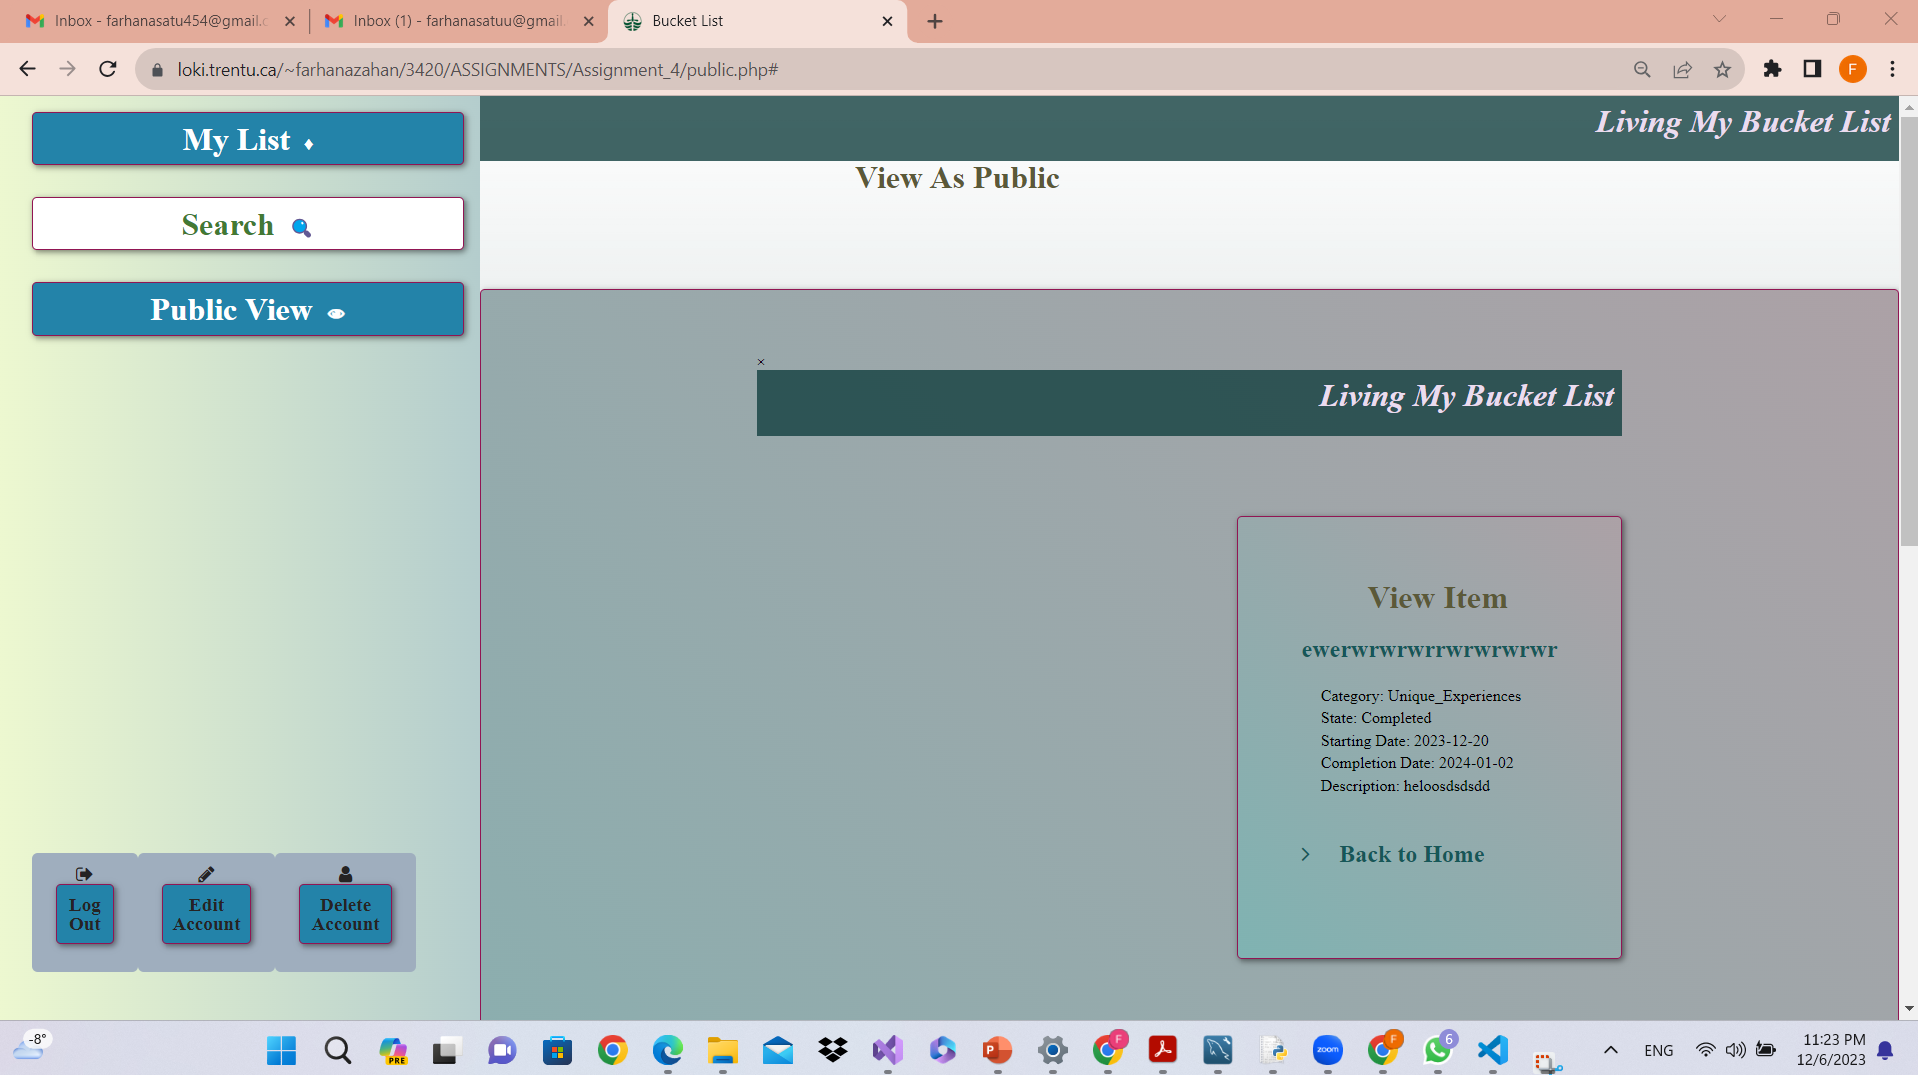 Inbox - farhanasatu454@gmail.c
Inbox (1) - farhanasatuu@gmail.
Bucket List
loki.trentu.ca/~farhanazahan/3420/ASSIGNMENTS/Assignment_4/public.php#
F
My List
Search
Public View
Living My Bucket List
View As Public
×
Living My Bucket List
View Item
ewerwrwrwrrwrwrwrwr
Category: Unique_Experiences
State: Completed
Starting Date: 2023-12-20
Completion Date: 2024-01-02
Description: heloosdsdsdd
Back to Home
Log
Out
Edit
Account
Delete
Account
-8°
PRE
F
zoom
F
6
ENG
11:23 PM
12/6/2023